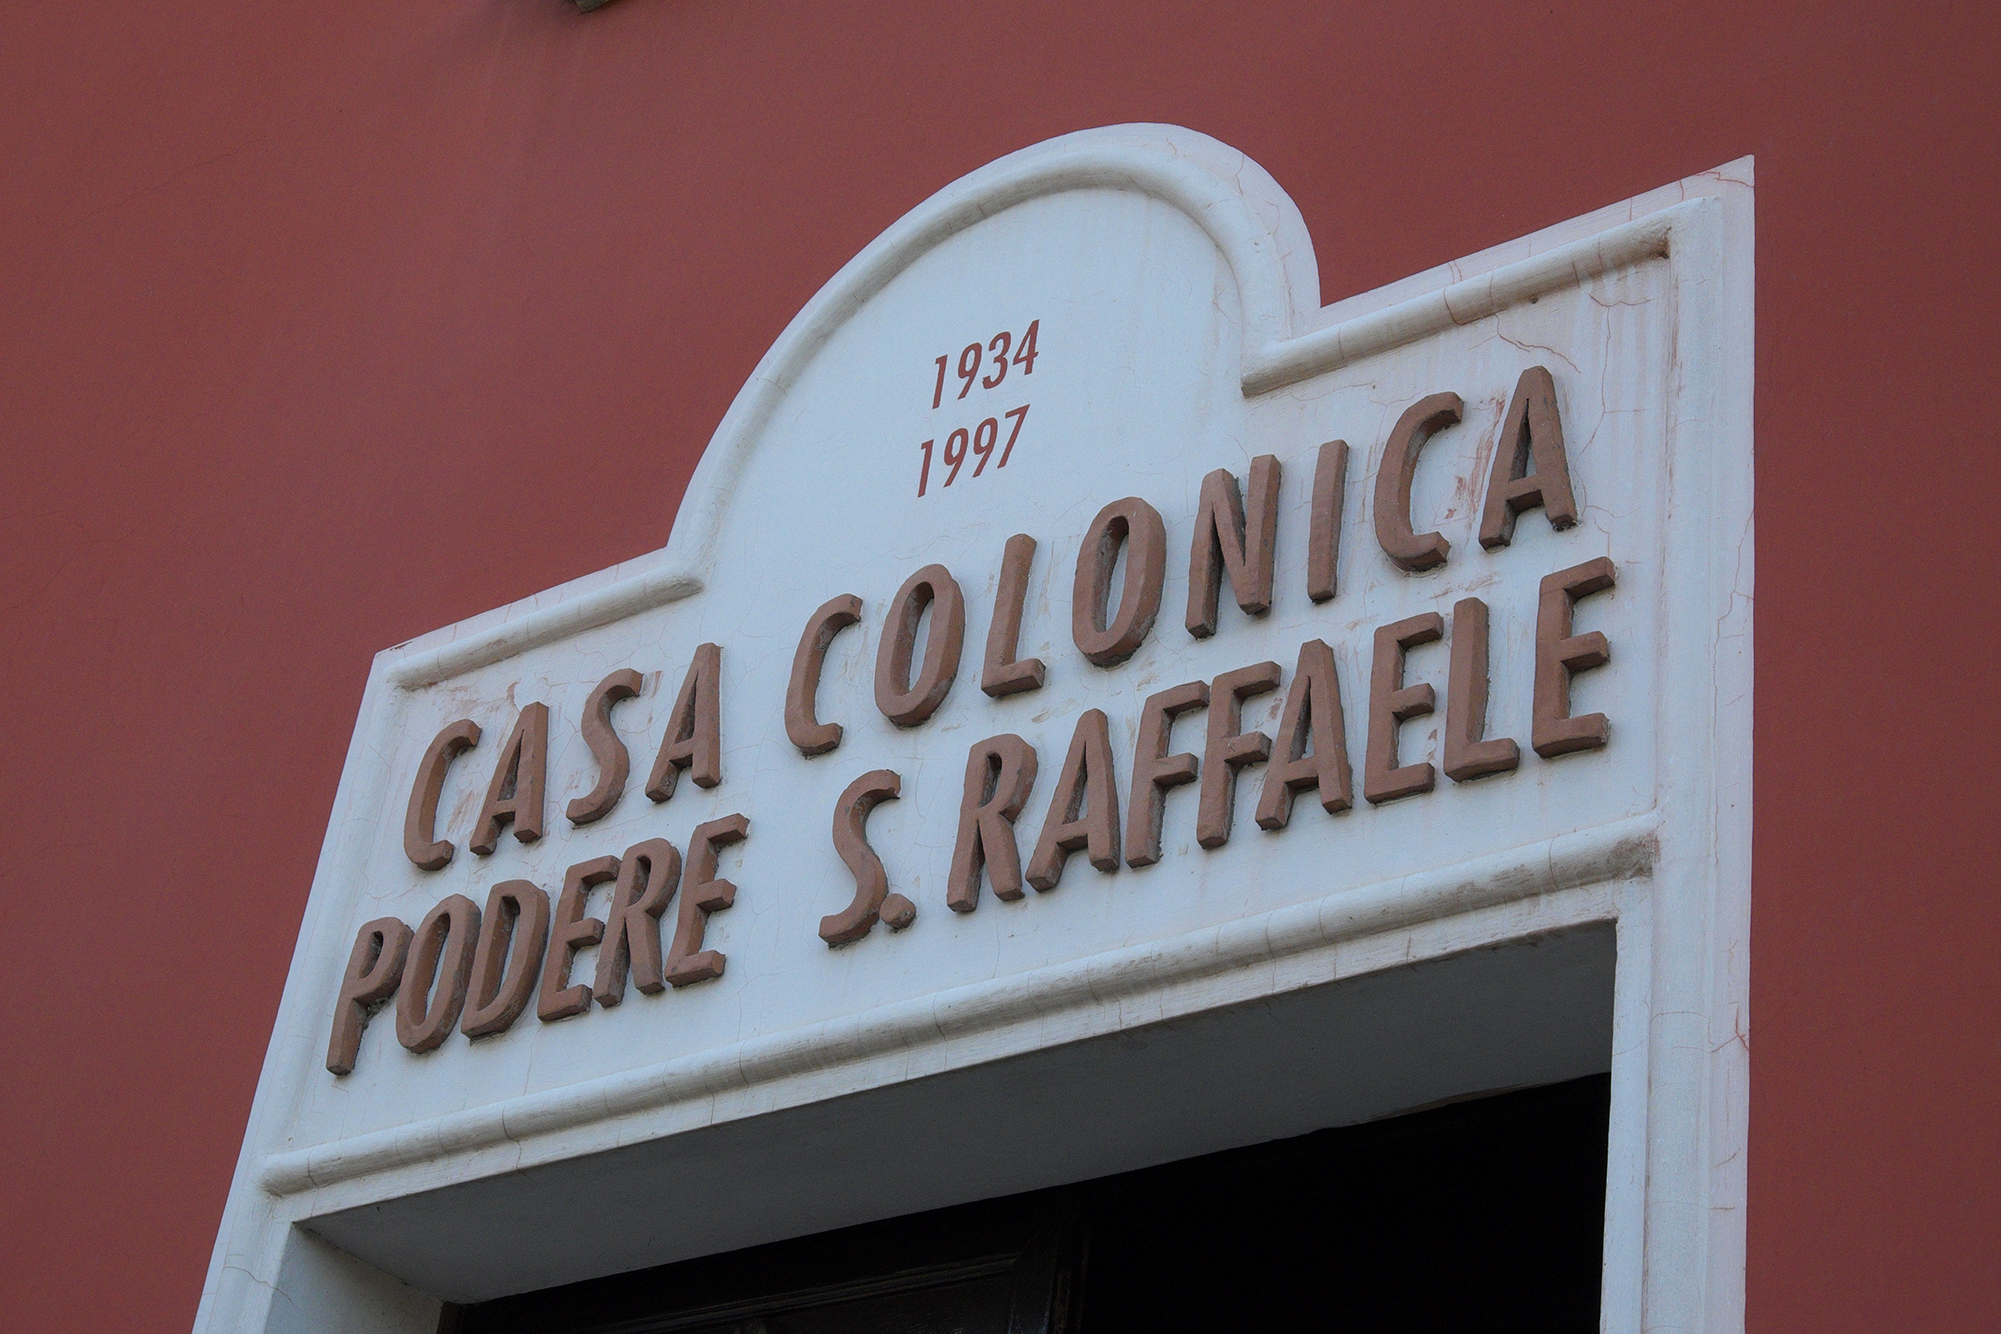 1934
1997
CASA COLONICA
PODERE S. RAFFAELE